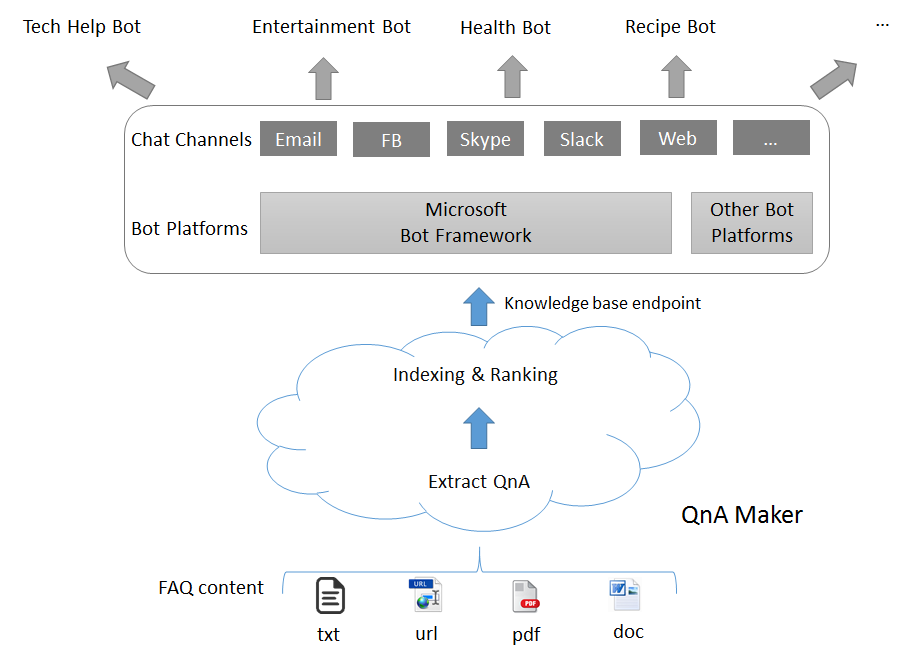 Tech Help Bot
Entertainment Bot
Health Bot
Recipe Bot
...
Chat Channels
Email
FB
Skype
Slack
Web
...
Bot Platforms
Microsoft
Bot Framework
Other Bot
Platforms
Knowledge base endpoint
Indexing & Ranking
Extract QnA
QnA Maker
FAQ content
URL
PDF
W
txt
url
pdf
doc